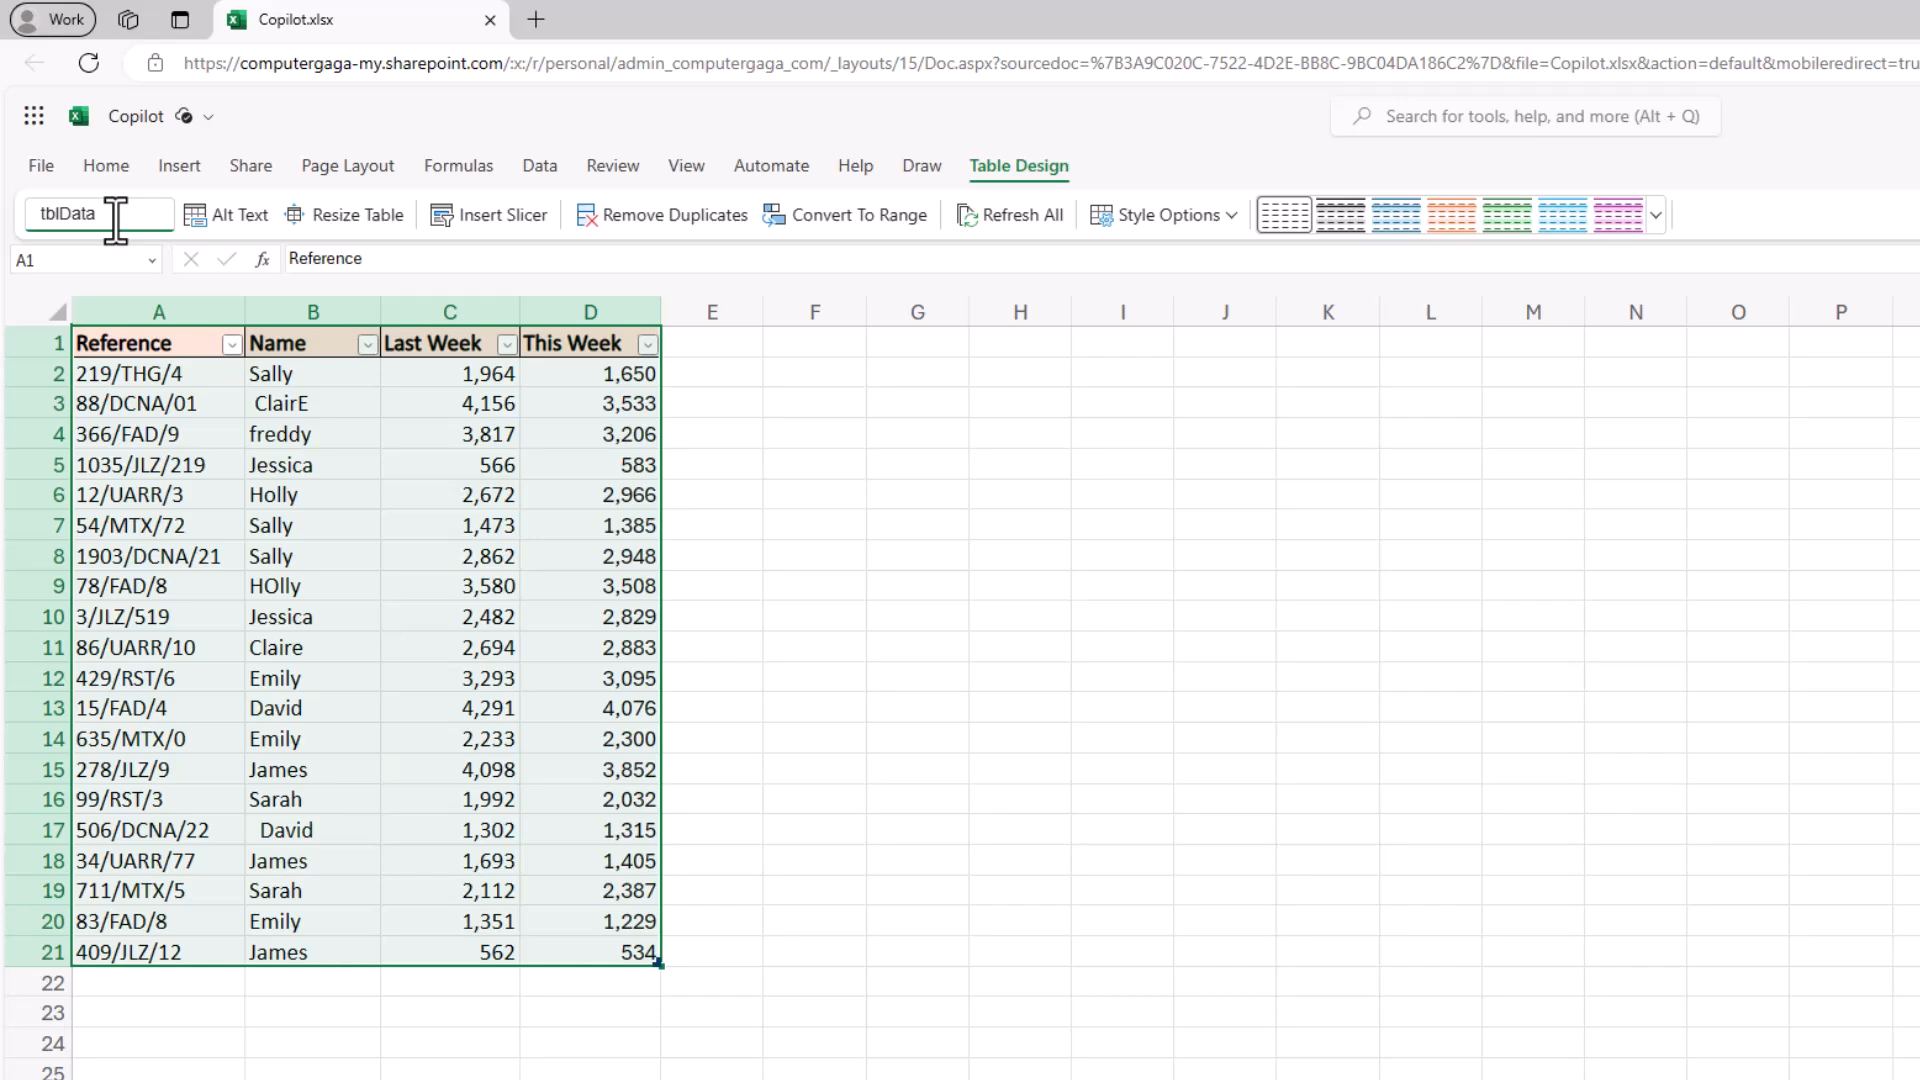 Work Copilot.xlsx
https://computergaga-my.sharepoint.com/:x:/r/personal/admin_computergaga_com/_layouts/15/Doc.aspx?sourcedoc=%7B3A9C020C-7522-4D2E-BB8C-9BC04DA186C2%7D&file=Copilot.xlsx&action=default&mobileredirect=tru
Copilot Search for tools, help, and more (Alt + Q)
File Home Insert Share Page Layout Formulas Data Review View Automate Help Draw Table Design
tblData Alt Text Resize Table Insert Slicer Remove Duplicates Convert To Range Refresh All Style Options
A1 fx Reference
A B C D E F G H I J K L M N O P
1 Reference Name Last Week This Week
2 219/THG/4 Sally 1,964 1,650
3 88/DCNA/01 ClairE 4,156 3,533
4 366/FAD/9 freddy 3,817 3,206
5 1035/JLZ/219 Jessica 566 583
6 12/UARR/3 Holly 2,672 2,966
7 54/MTX/72 Sally 1,473 1,385
8 1903/DCNA/21 Sally 2,862 2,948
9 78/FAD/8 HOlly 3,580 3,508
10 3/JLZ/519 Jessica 2,482 2,829
11 86/UARR/10 Claire 2,694 2,883
12 429/RST/6 Emily 3,293 3,095
13 15/FAD/4 David 4,291 4,076
14 635/MTX/0 Emily 2,233 2,300
15 278/JLZ/9 James 4,098 3,852
16 99/RST/3 Sarah 1,992 2,032
17 506/DCNA/22 David 1,302 1,315
18 34/UARR/77 James 1,693 1,405
19 711/MTX/5 Sarah 2,112 2,387
20 83/FAD/8 Emily 1,351 1,229
21 409/JLZ/12 James 562 534
22
23
24
25